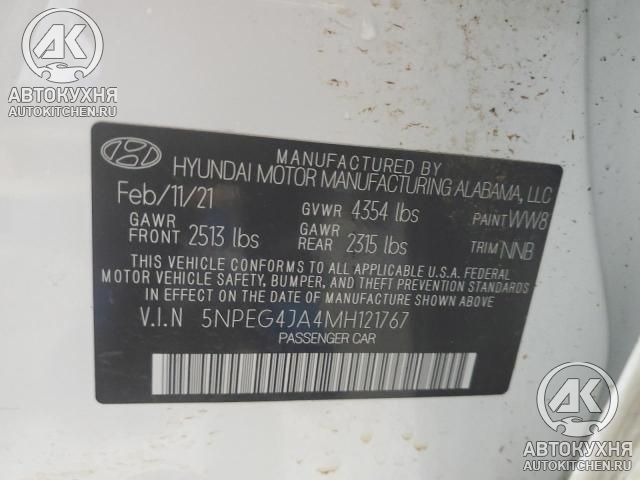 AK
АВТОКУХНЯ
AUTOKITCHEN.RU
MANUFACTURED BY
HYUNDAI MOTOR MANUFACTURING ALABAMA, LLC
Feb/11/21 GVWR 4354 lbs PAINT WW8
GAWR FRONT 2513 lbs GAWR REAR 2315 lbs TRIM NNB
THIS VEHICLE CONFORMS TO ALL APPLICABLE U.S.A. FEDERAL
MOTOR VEHICLE SAFETY, BUMPER, AND THEFT PREVENTION
STANDARDS IN EFFECT ON THE DATE OF MANUFACTURE SHOWN ABOVE.
V.I.N 5NPEG4JA4MH121767
PASSENGER CAR
AK
АВТОКУХНЯ
AUTOKITCHEN.RU